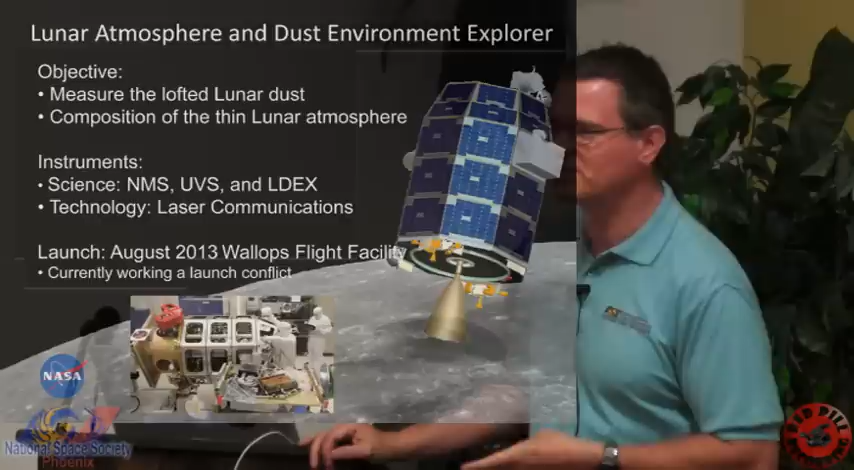 Lunar Atmosphere and Dust Environment Explorer
Objective:
• Measure the lofted Lunar dust
• Composition of the thin Lunar atmosphere
Instruments:
• Science: NMS, UVS, and LDEX
• Technology: Laser Communications
Launch: August 2013 Wallops Flight Facility
• Currently working a launch conflict
NASA
National Space Society
Phoenix
RED PILL